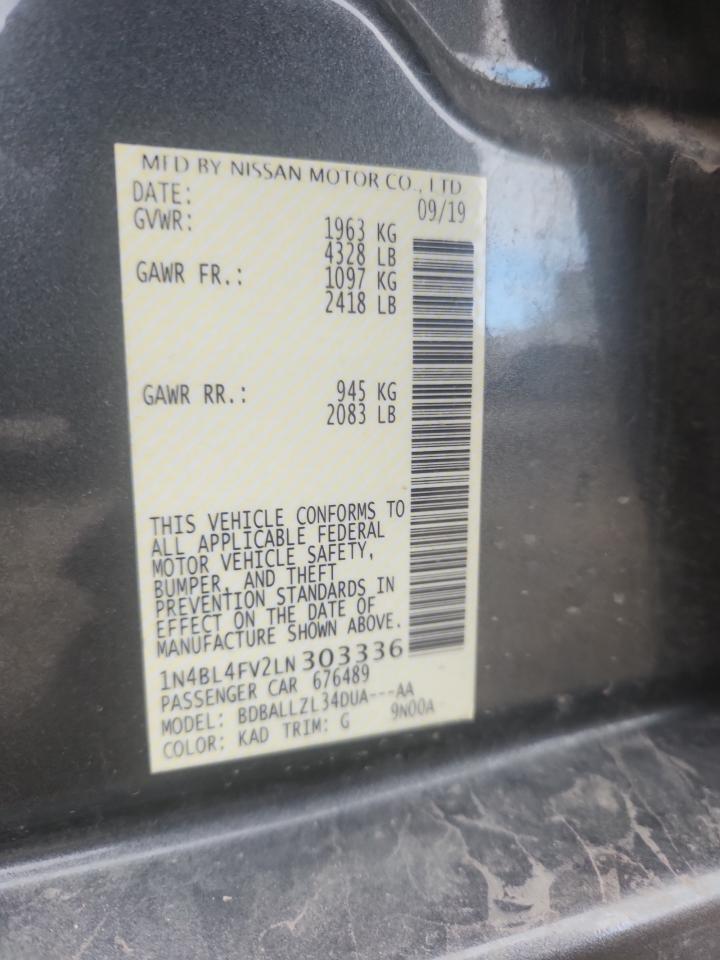 MFD BY NISSAN MOTOR CO., LTD
DATE: 09/19
GVWR: 1963 KG
4328 LB
GAWR FR.: 1097 KG
2418 LB
GAWR RR.: 945 KG
2083 LB
THIS VEHICLE CONFORMS TO
ALL APPLICABLE FEDERAL
MOTOR VEHICLE SAFETY,
BUMPER, AND THEFT
PREVENTION STANDARDS IN
EFFECT ON THE DATE OF
MANUFACTURE SHOWN ABOVE.
1N4BL4FV2LN303336
PASSENGER CAR 676489
MODEL: BDBALLZL34DUA---AA
COLOR: KAD TRIM: G 9N00A